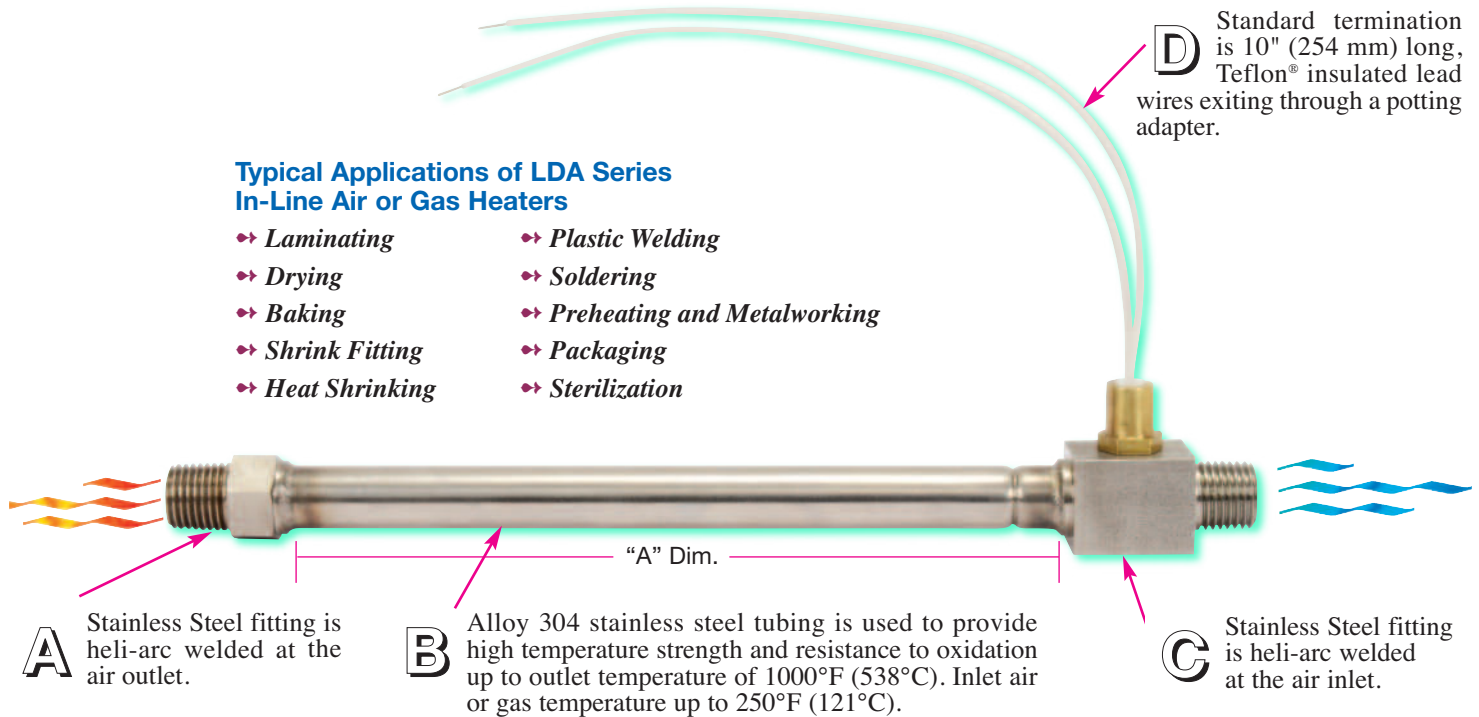 D
Standard termination
is 10" (254 mm) long,
Teflon® insulated lead
wires exiting through a potting
adapter.
Typical Applications of LDA Series
In-Line Air or Gas Heaters
➻ Laminating
➻ Drying
➻ Baking
➻ Shrink Fitting
➻ Heat Shrinking
➻ Plastic Welding
➻ Soldering
➻ Preheating and Metalworking
➻ Packaging
➻ Sterilization
“A” Dim.
A
Stainless Steel fitting is
heli-arc welded at the
air outlet.
B
Alloy 304 stainless steel tubing is used to provide
high temperature strength and resistance to oxidation
up to outlet temperature of 1000°F (538°C). Inlet air
or gas temperature up to 250°F (121°C).
C
Stainless Steel fitting
is heli-arc welded
at the air inlet.